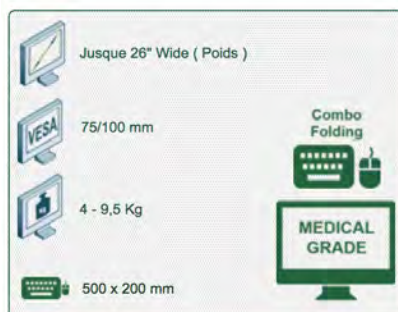 Jusque 26" Wide ( Poids )
VESA
75/100 mm
Combo
Folding
KG
4 - 9,5 Kg
MEDICAL
GRADE
500 x 200 mm